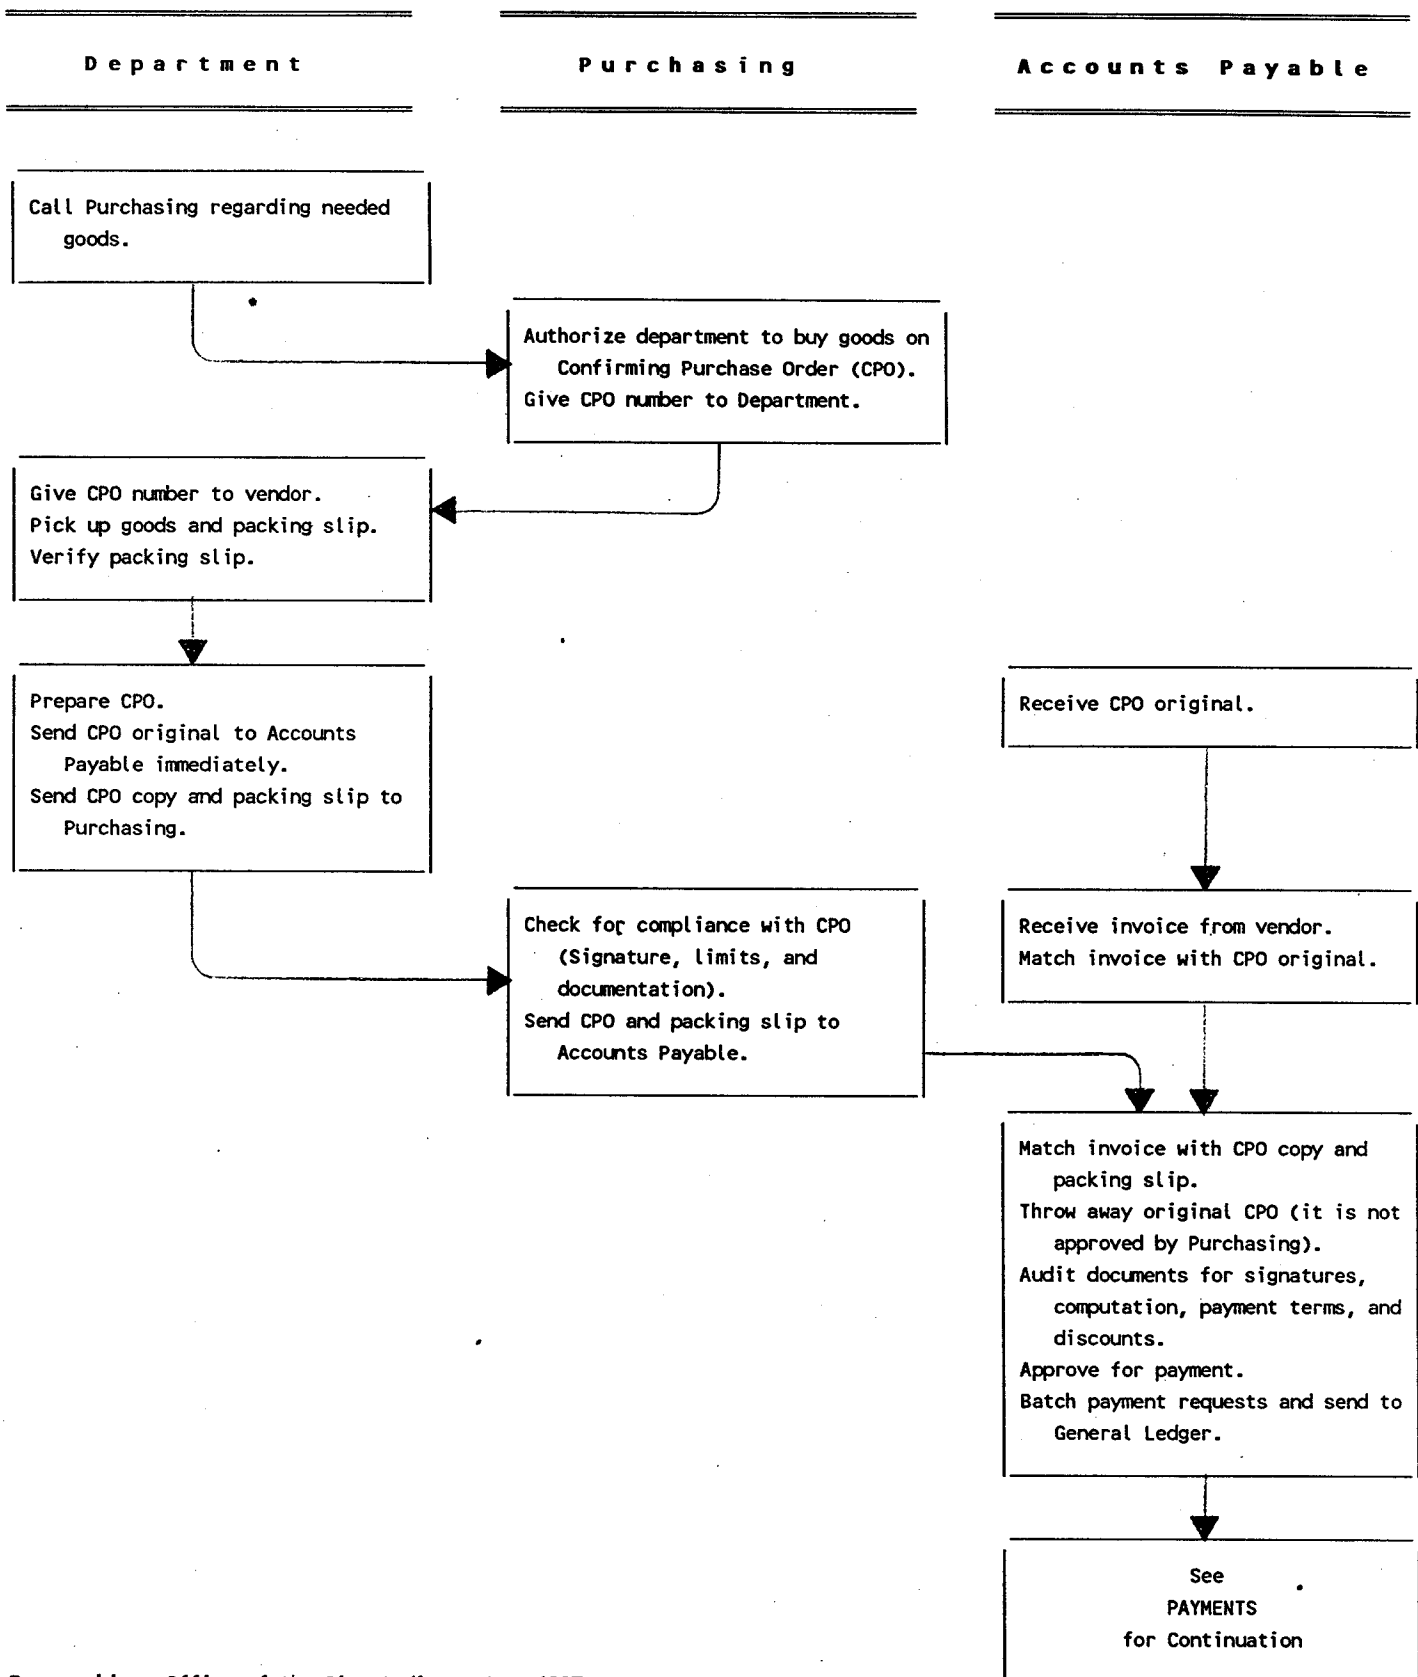 Department
Purchasing
Accounts Payable
Call Purchasing regarding needed
goods.
Authorize department to buy goods on
Confirming Purchase Order (CPO).
Give CPO number to Department.
Give CPO number to vendor.
Pick up goods and packing slip.
Verify packing slip.
Prepare CPO.
Send CPO original to Accounts
Payable immediately.
Send CPO copy and packing slip to
Purchasing.
Receive CPO original.
Check for compliance with CPO
(Signature, limits, and
documentation).
Send CPO and packing slip to
Accounts Payable.
Receive invoice from vendor.
Match invoice with CPO original.
Match invoice with CPO copy and
packing slip.
Throw away original CPO (it is not
approved by Purchasing).
Audit documents for signatures,
computation, payment terms, and
discounts.
Approve for payment.
Batch payment requests and send to
General Ledger.
See
PAYMENTS
for Continuation